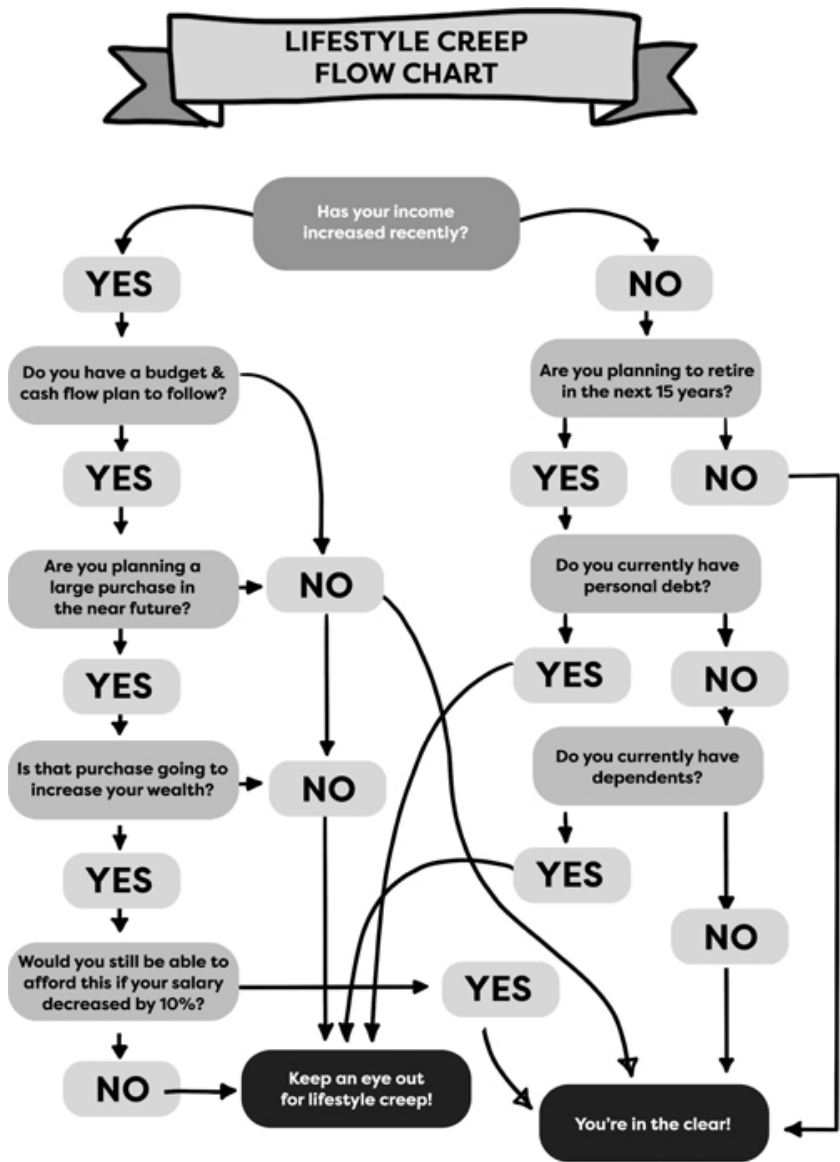 LIFESTYLE CREEP
FLOW CHART
Has your income
increased recently?
YES
NO
Do you have a budget &
cash flow plan to follow?
Are you planning to retire
in the next 15 years?
YES
YES
NO
Are you planning a
large purchase in
the near future?
NO
Do you currently have
personal debt?
YES
YES
NO
Is that purchase going to
increase your wealth?
NO
Do you currently have
dependents?
YES
YES
NO
Would you still be able to
afford this if your salary
decreased by 10%?
YES
NO
Keep an eye out
for lifestyle creep!
You're in the clear!